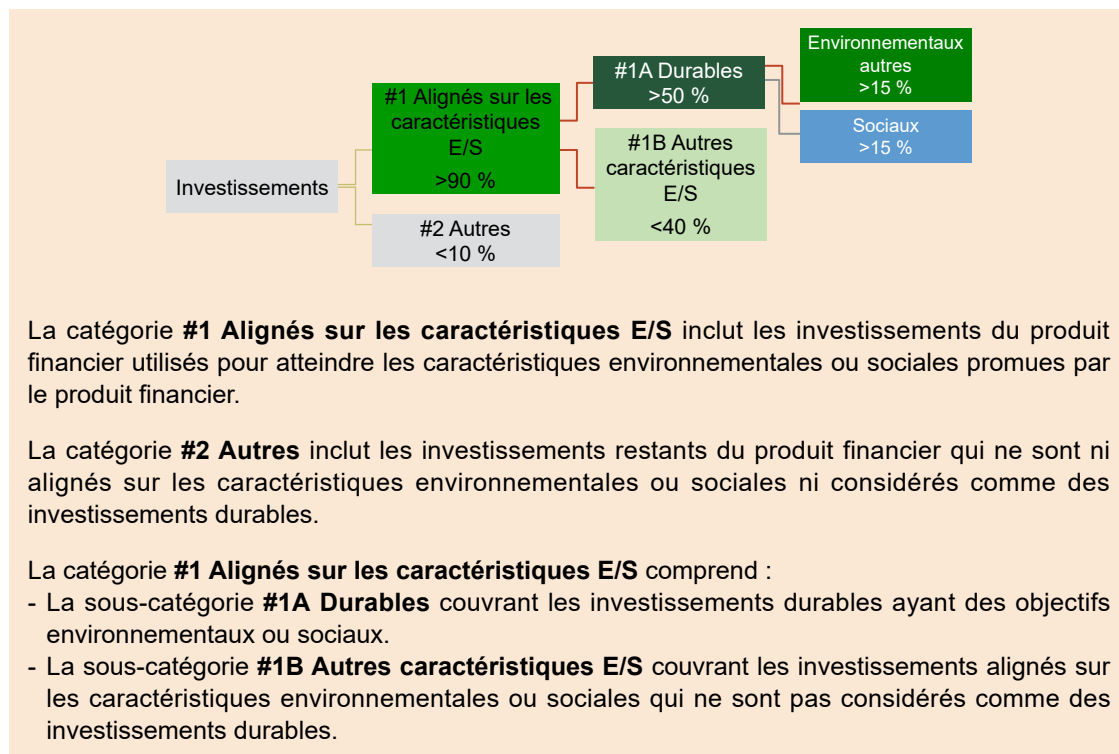 Investissements
#1 Alignés sur les
caractéristiques
E/S
>90 %
#2 Autres
<10 %
#1A Durables
>50 %
#1B Autres
caractéristiques
E/S
<40 %
Environnementaux
autres
>15 %
Sociaux
>15 %
La catégorie #1 Alignés sur les caractéristiques E/S inclut les investissements du produit
financier utilisés pour atteindre les caractéristiques environnementales ou sociales promues par
le produit financier.
La catégorie #2 Autres inclut les investissements restants du produit financier qui ne sont ni
alignés sur les caractéristiques environnementales ou sociales ni considérés comme des
investissements durables.
La catégorie #1 Alignés sur les caractéristiques E/S comprend :
- La sous-catégorie #1A Durables couvrant les investissements durables ayant des objectifs
environnementaux ou sociaux.
- La sous-catégorie #1B Autres caractéristiques E/S couvrant les investissements alignés sur
les caractéristiques environnementales ou sociales qui ne sont pas considérés comme des
investissements durables.